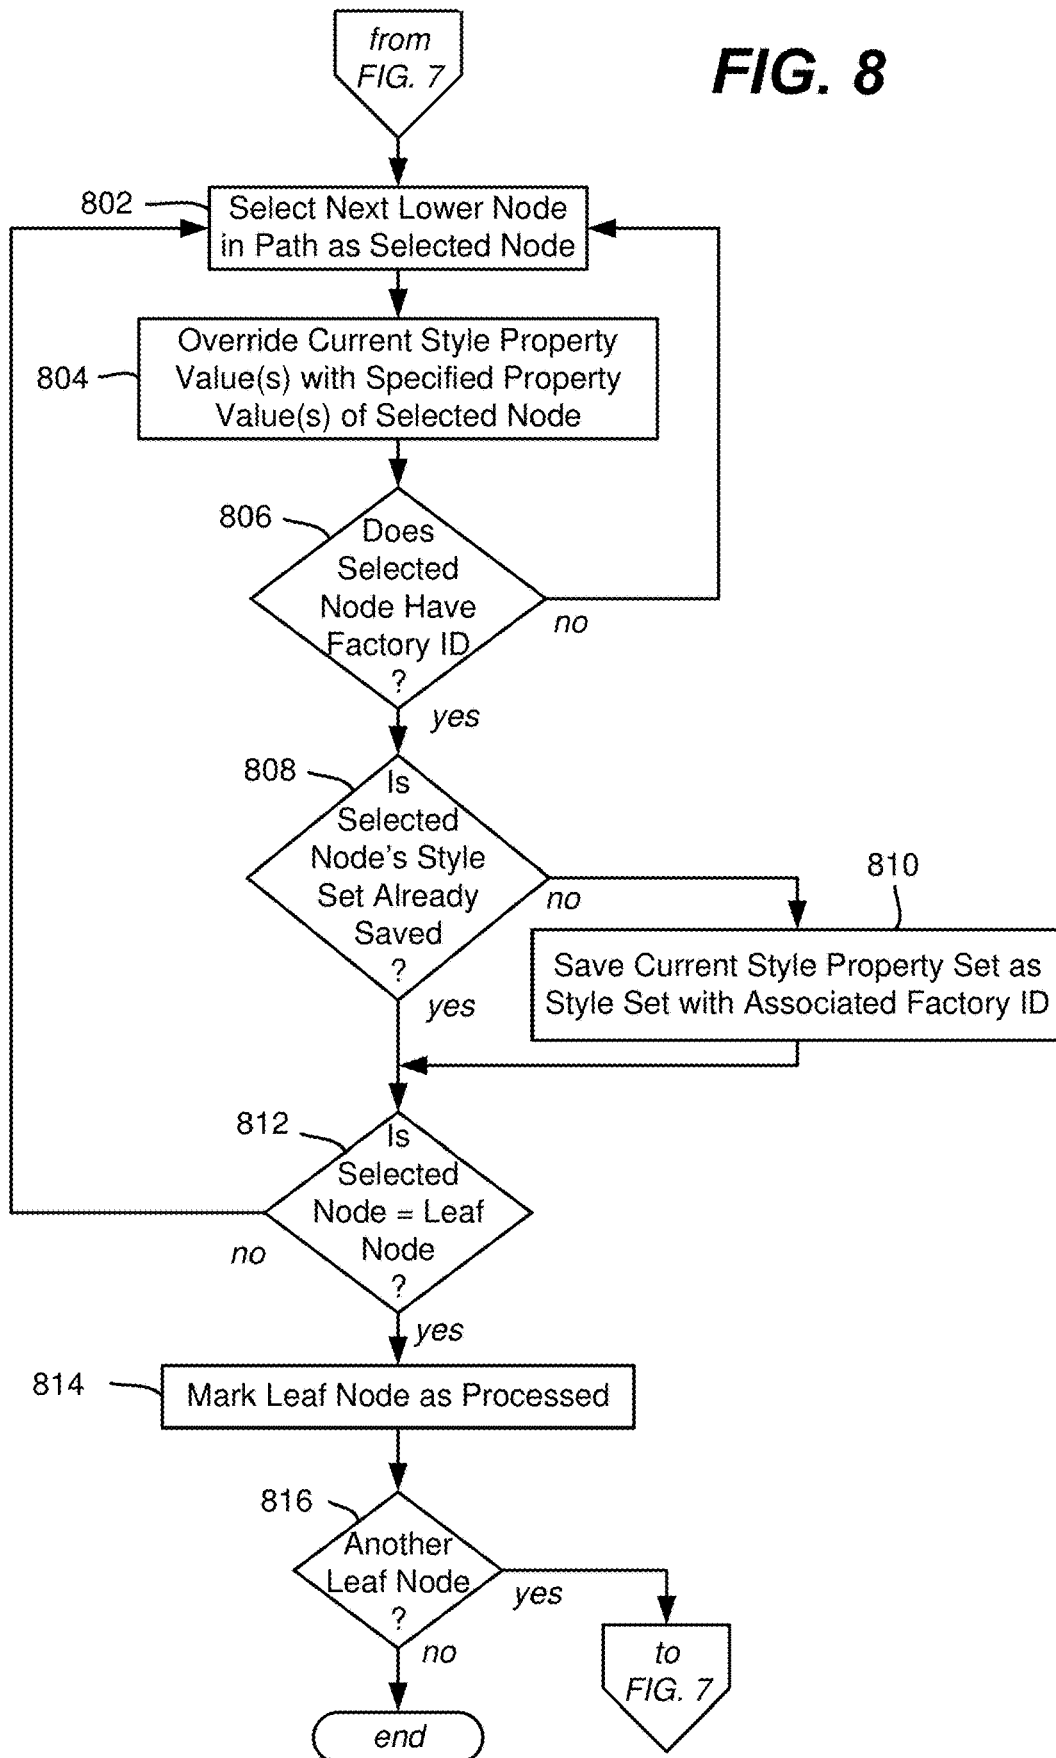 from
FIG. 7
FIG. 8
802
Select Next Lower Node
in Path as Selected Node
804
Override Current Style Property
Value(s) with Specified Property
Value(s) of Selected Node
806
Does
Selected
Node Have
Factory ID
?
no
yes
808
Is
Selected
Node's Style
Set Already
Saved
?
no
yes
810
Save Current Style Property Set as
Style Set with Associated Factory ID
812
Is
Selected
Node = Leaf
Node
?
no
yes
814
Mark Leaf Node as Processed
816
Another
Leaf Node
?
yes
no
to
FIG. 7
end